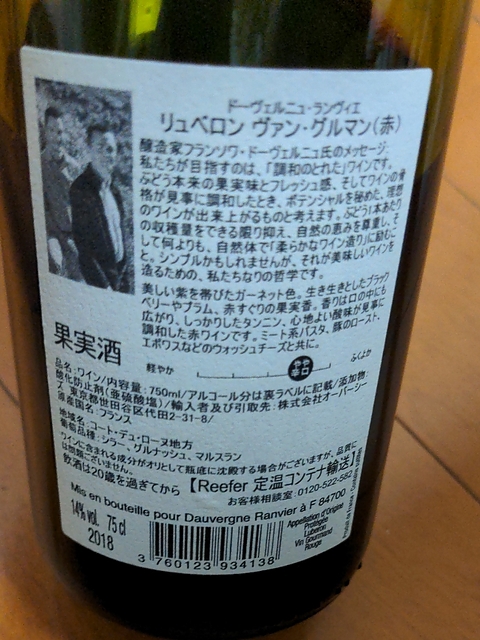 ドーヴェルニュ・ランヴィエ
リュベロン ヴァン・グルマン(赤)
醸造家フランソワ・ドーヴェルニュ氏のメッセージ:
私たちが目指すのは、「調和のとれた」ワインです。
ぶどう本来の果実味とフレッシュ感、そしてワインの骨
格が見事に調和したとき、ポテンシャルを秘めた、理想
のワインが出来上がるものと考えます。ぶどう1本あたり
の収穫量をできる限り抑え、自然の恵みを尊重し、そ
して何よりも、自然体で「柔らかなワイン造り」に励むこ
と。シンプルかもしれませんが、それが美味しいワインを
造るための、私たちなりの哲学です。
美しい紫を帯びたガーネット色。生き生きとしたブラック
ベリーやプラム、赤すぐりの果実香。香りは口の中にも
広がり、しっかりしたタンニン、心地よい酸味が見事に
調和した赤ワインです。ミート系パスタ、豚のロースト、
エポワスなどのウォッシュチーズと共に。
果実酒
軽やか やや辛口 ふくよか
品名:ワイン/内容量:750ml/アルコール分は裏ラベルに記載/添加物:
酸化防止剤(亜硫酸塩)/輸入者及び引取先:株式会社オーバーシー
ズ 東京都世田谷区代田2-31-8/
原産国名:フランス
地域名:コート・デュ・ローヌ地方
葡萄品種:シラー、グルナッシュ、マルスラン
ワインに含まれる成分がオリとして瓶底に沈殿する場合がございますが、品質に
は問題ございません。
飲酒は20歳を過ぎてから【Reefer 定温コンテナ輸送】
お客様相談室:0120-522-582
Mis en bouteille pour Dauvergne Ranvier à F 84700
14% vol. 75 cl
2018
3 760123 934138
Appellation d'Origine
Protégée
Luberon
Vin Gourmand
Rouge